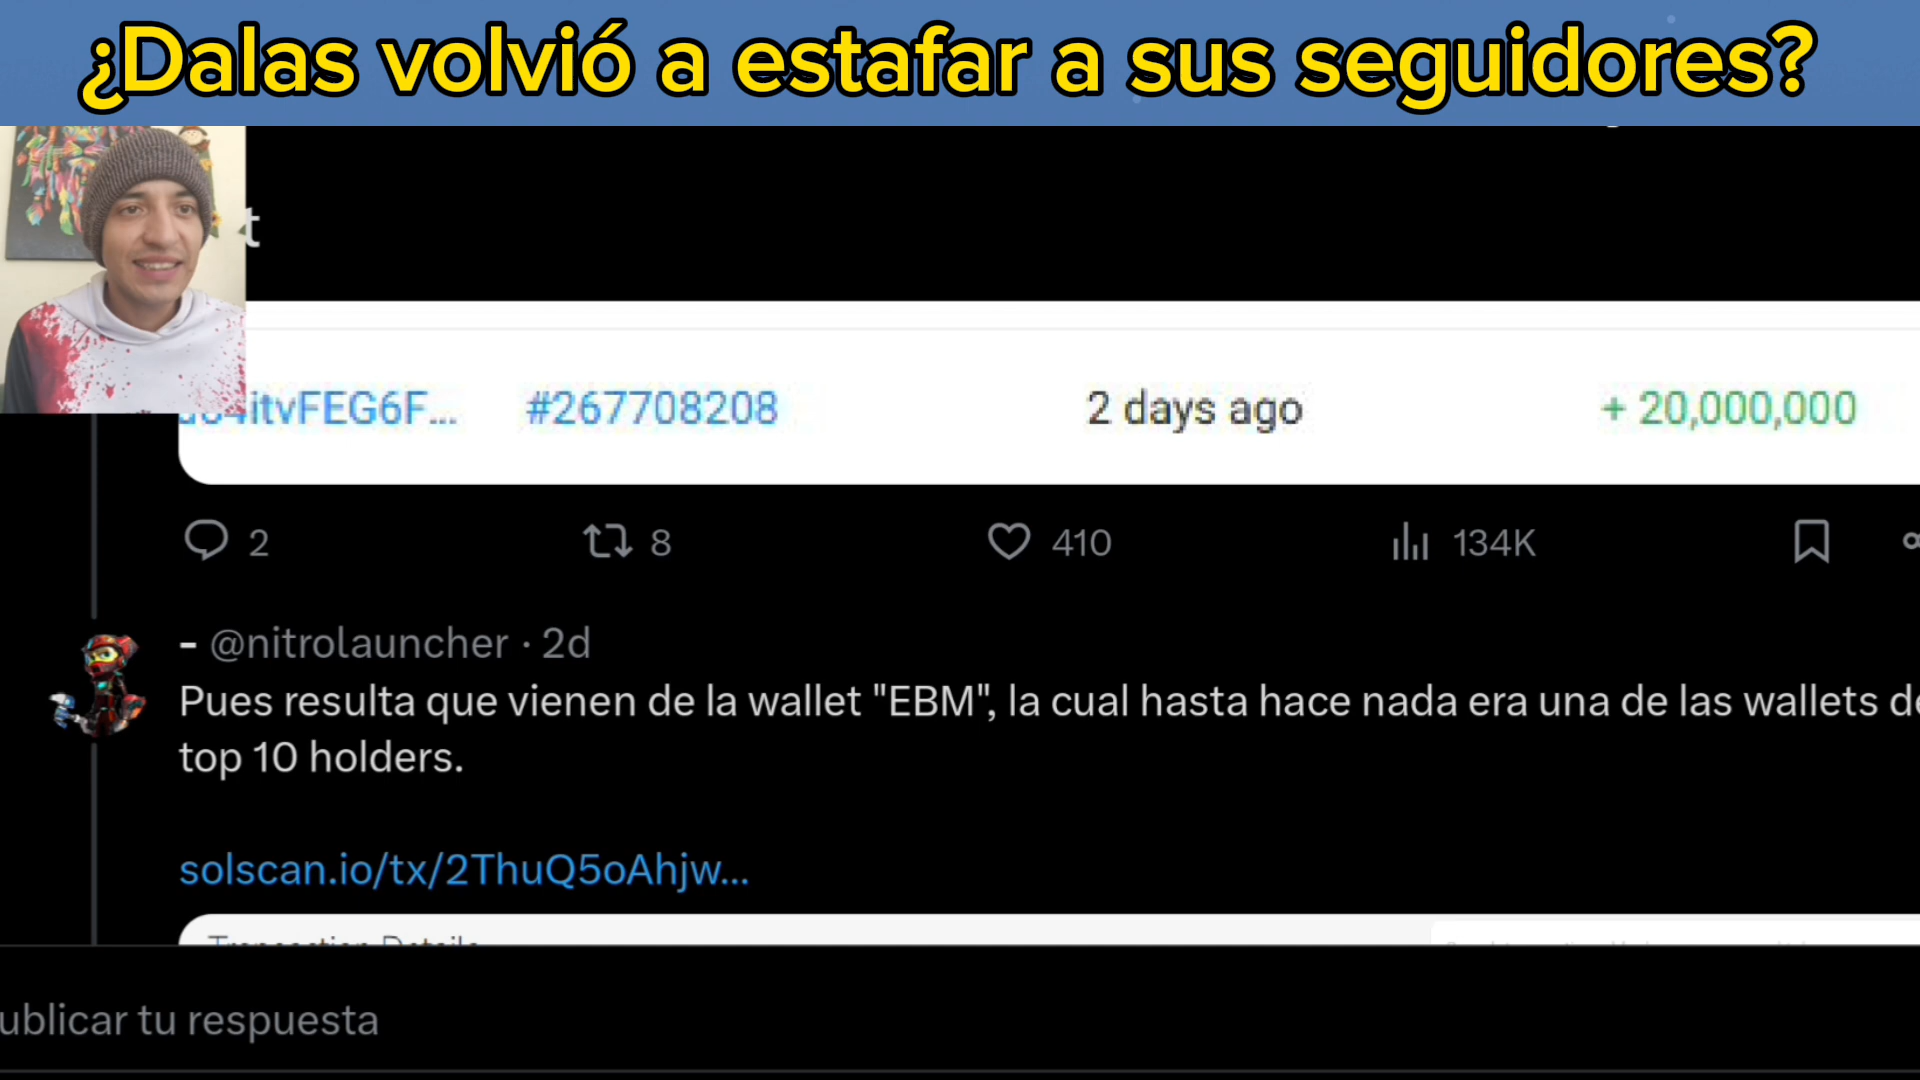 ¿Dalas volvió a estafar a sus seguidores?
t
itvFEG6F... #267708208 2 days ago + 20,000,000
2 8 410 134K
- @nitrolauncher · 2d
Pues resulta que vienen de la wallet "EBM", la cual hasta hace nada era una de las wallets de
top 10 holders.
solscan.io/tx/2ThuQ5oAhjw...
Transaction Details
ublicar tu respuesta